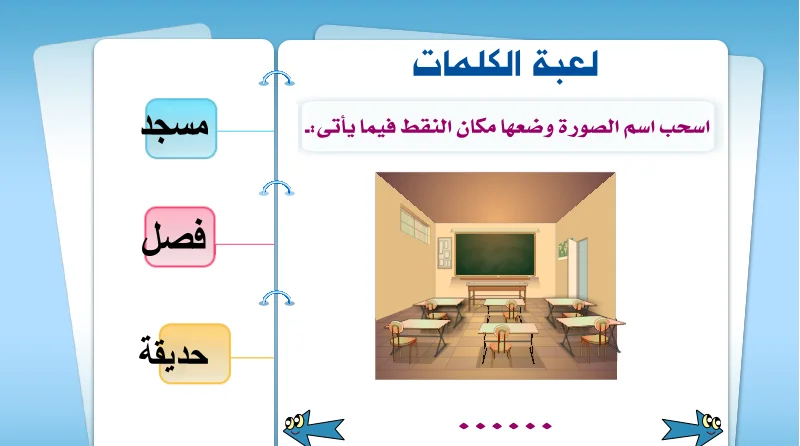 لعبة الكلمات
اسحب اسم الصورة وضعها مكان النقط فيما يأتى :ـ
مسجد
فصل
حديقة